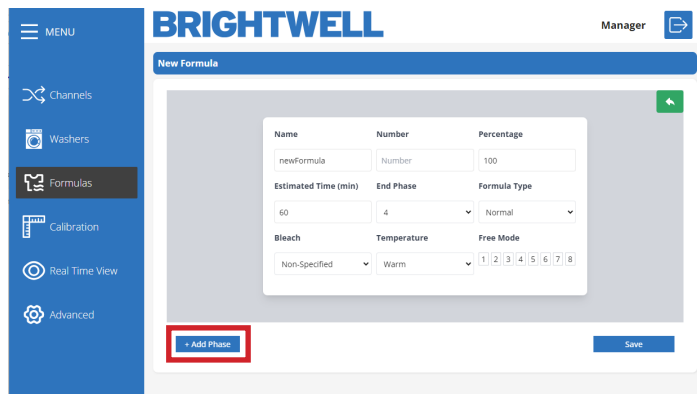 MENU
BRIGHTWELL
Manager
New Formula
Channels
Washers
Formulas
Calibration
Real Time View
Advanced
Name Number Percentage
newFormula Number 100
Estimated Time (min) End Phase Formula Type
60 4 Normal
Bleach Temperature Free Mode
Non-Specified Warm 1 2 3 4 5 6 7 8
+ Add Phase
Save